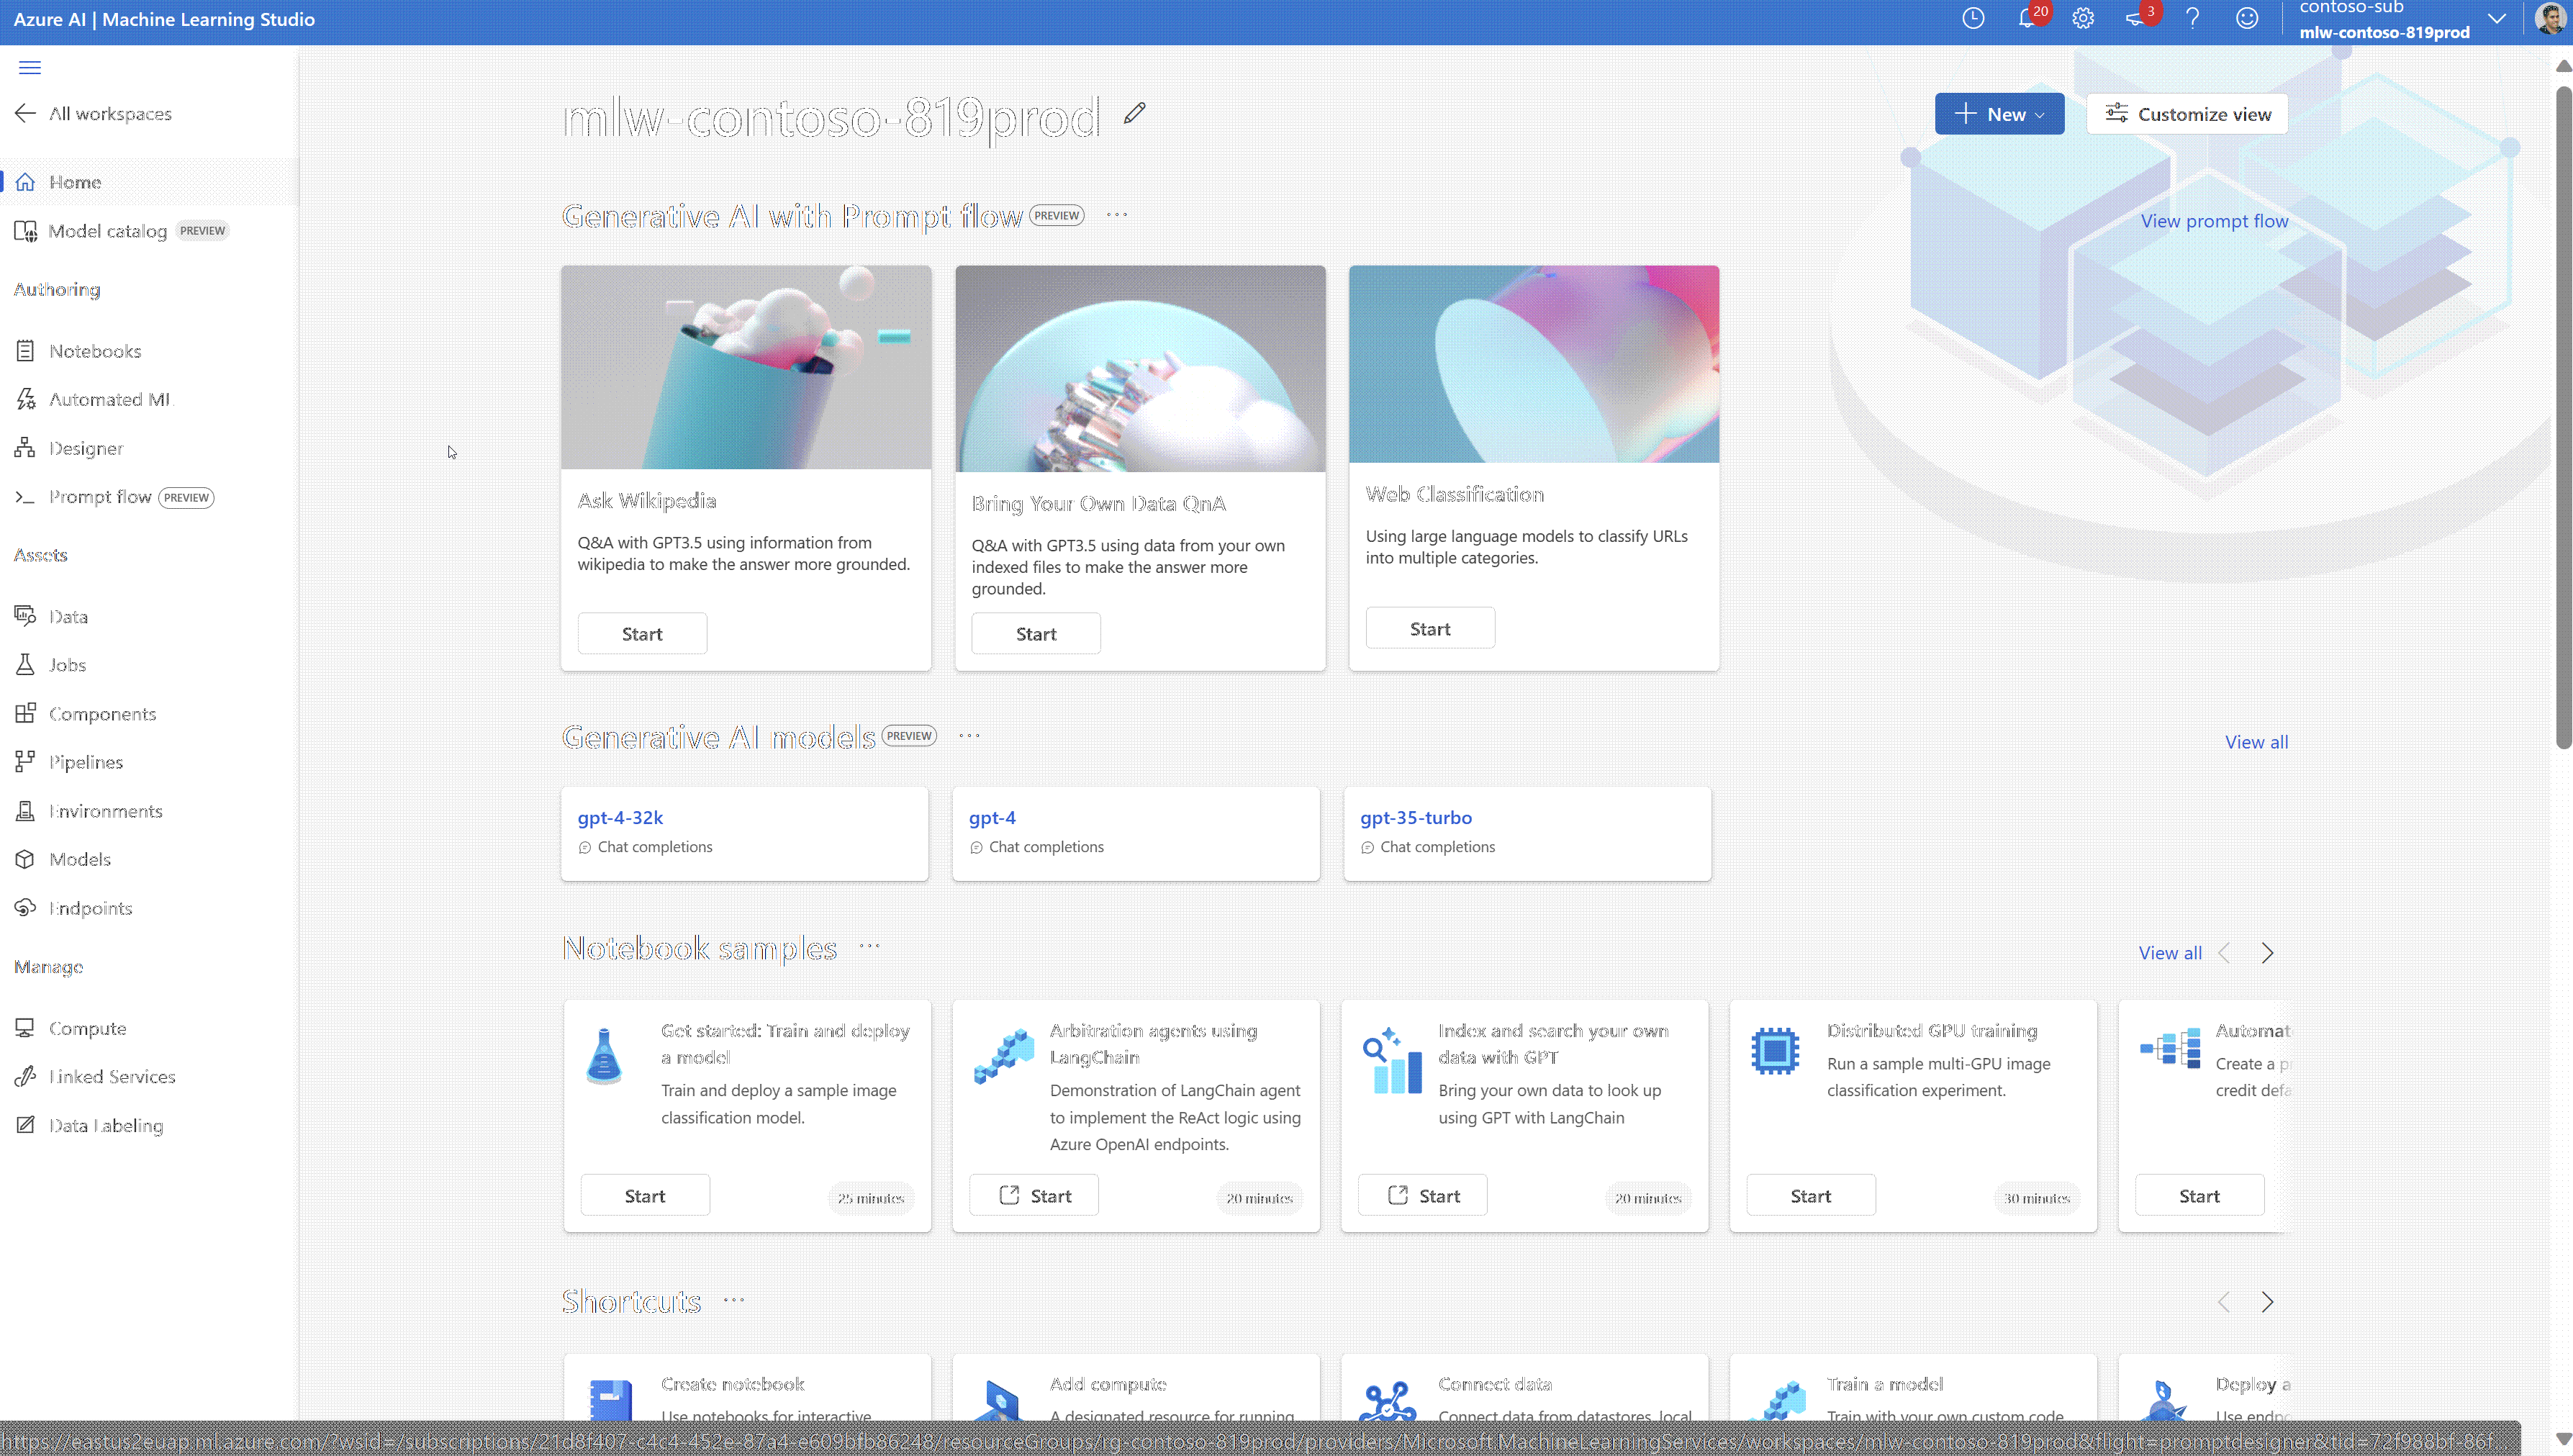 Azure AI | Machine Learning Studio
20
3
contoso-sub
mlw-contoso-819prod
All workspaces
Home
Model catalog PREVIEW
Authoring
Notebooks
Automated ML
Designer
Prompt flow PREVIEW
Assets
Data
Jobs
Components
Pipelines
Environments
Models
Endpoints
Manage
Compute
Linked Services
Data Labeling
mlw-contoso-819prod
New
Customize view
Generative AI with Prompt flow PREVIEW ...
View prompt flow
Ask Wikipedia
Q&A with GPT3.5 using information from
wikipedia to make the answer more grounded.
Start
Bring Your Own Data QnA
Q&A with GPT3.5 using data from your own
indexed files to make the answer more
grounded.
Start
Web Classification
Using large language models to classify URLs
into multiple categories.
Start
Generative AI models PREVIEW ...
View all
gpt-4-32k
Chat completions
gpt-4
Chat completions
gpt-35-turbo
Chat completions
Notebook samples ...
View all
Get started: Train and deploy
a model
Train and deploy a sample image
classification model.
Start
25 minutes
Arbitration agents using
LangChain
Demonstration of LangChain agent
to implement the ReAct logic using
Azure OpenAI endpoints.
Start
20 minutes
Index and search your own
data with GPT
Bring your own data to look up
using GPT with LangChain
Start
20 minutes
Distributed GPU training
Run a sample multi-GPU image
classification experiment.
Start
30 minutes
Automat
Create a p
credit defa
Start
Shortcuts ...
Create notebook
Use notebooks for interactive
Add compute
A designated resource for running
Connect data
Connect data from datastores, local
Train a model
Train with your own custom code
Deploy a
Use endpo
https://eastus2euap.ml.azure.com/?wsid=/subscriptions/21d8f407-c4c4-452e-87a4-e609bfb86248/resourceGroups/rg-contoso-819prod/providers/Microsoft.MachineLearningServices/workspaces/mlw-contoso-819prod&flight=promptdesigner&tid=72f988bf-86f